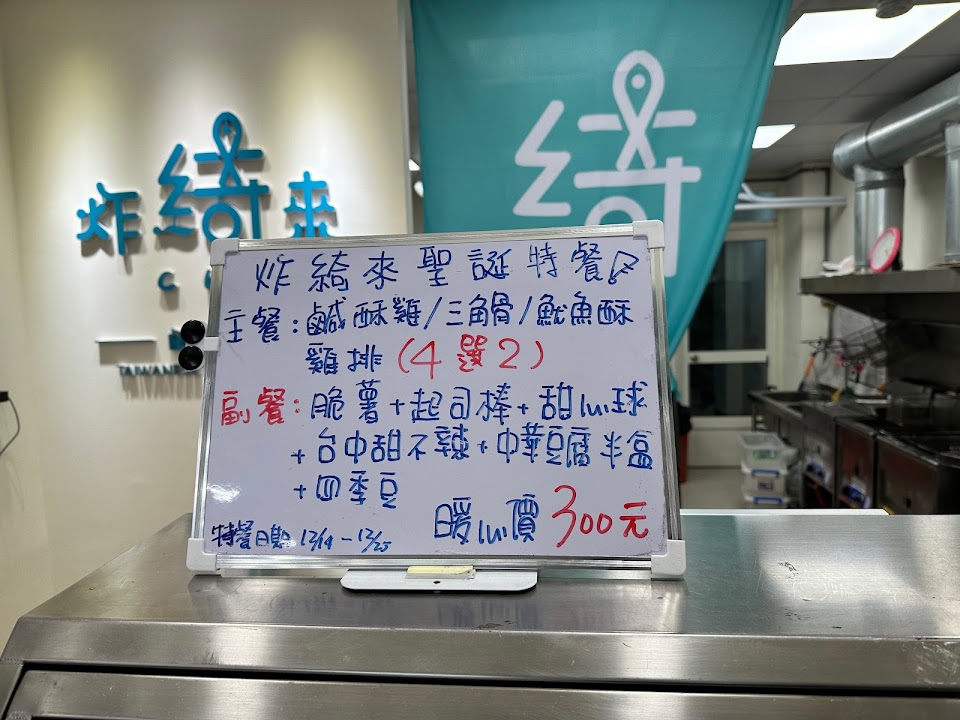 炸綺來
綺
TAIWANE
炸綺來聖誕特餐
主餐:鹹酥雞/三角骨/魷魚酥
雞排(4選2)
副餐:脆薯+起司棒+甜心球
+台中甜不辣+中華豆腐半盒
+四季豆
暖心價300元
特餐日期:12/14-12/25